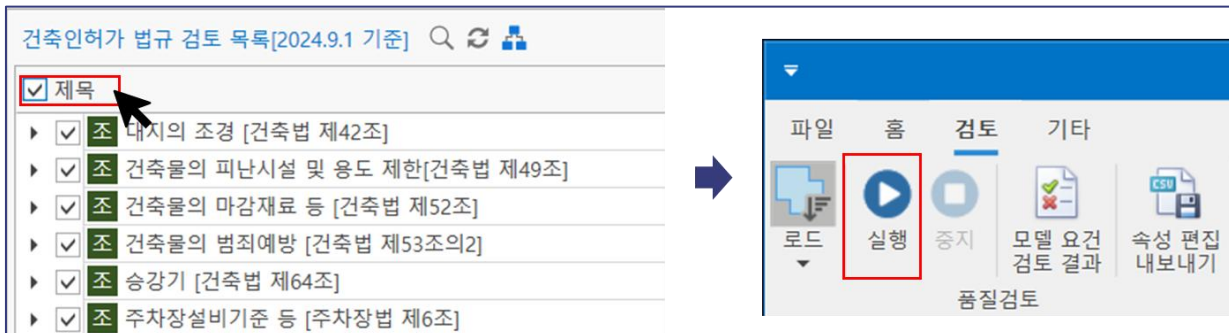 건축인허가 법규 검토 목록[2024.9.1 기준]
제목
조 대지의 조경 [건축법 제42조]
조 건축물의 피난시설 및 용도 제한[건축법 제49조]
조 건축물의 마감재료 등 [건축법 제52조]
조 건축물의 범죄예방 [건축법 제53조의2]
조 승강기 [건축법 제64조]
조 주차장설비기준 등 [주차장법 제6조]
파일 홈 검토 기타
CSV
로드 실행 중지 모델 요건 속성 편집
검토 결과 내보내기
품질검토